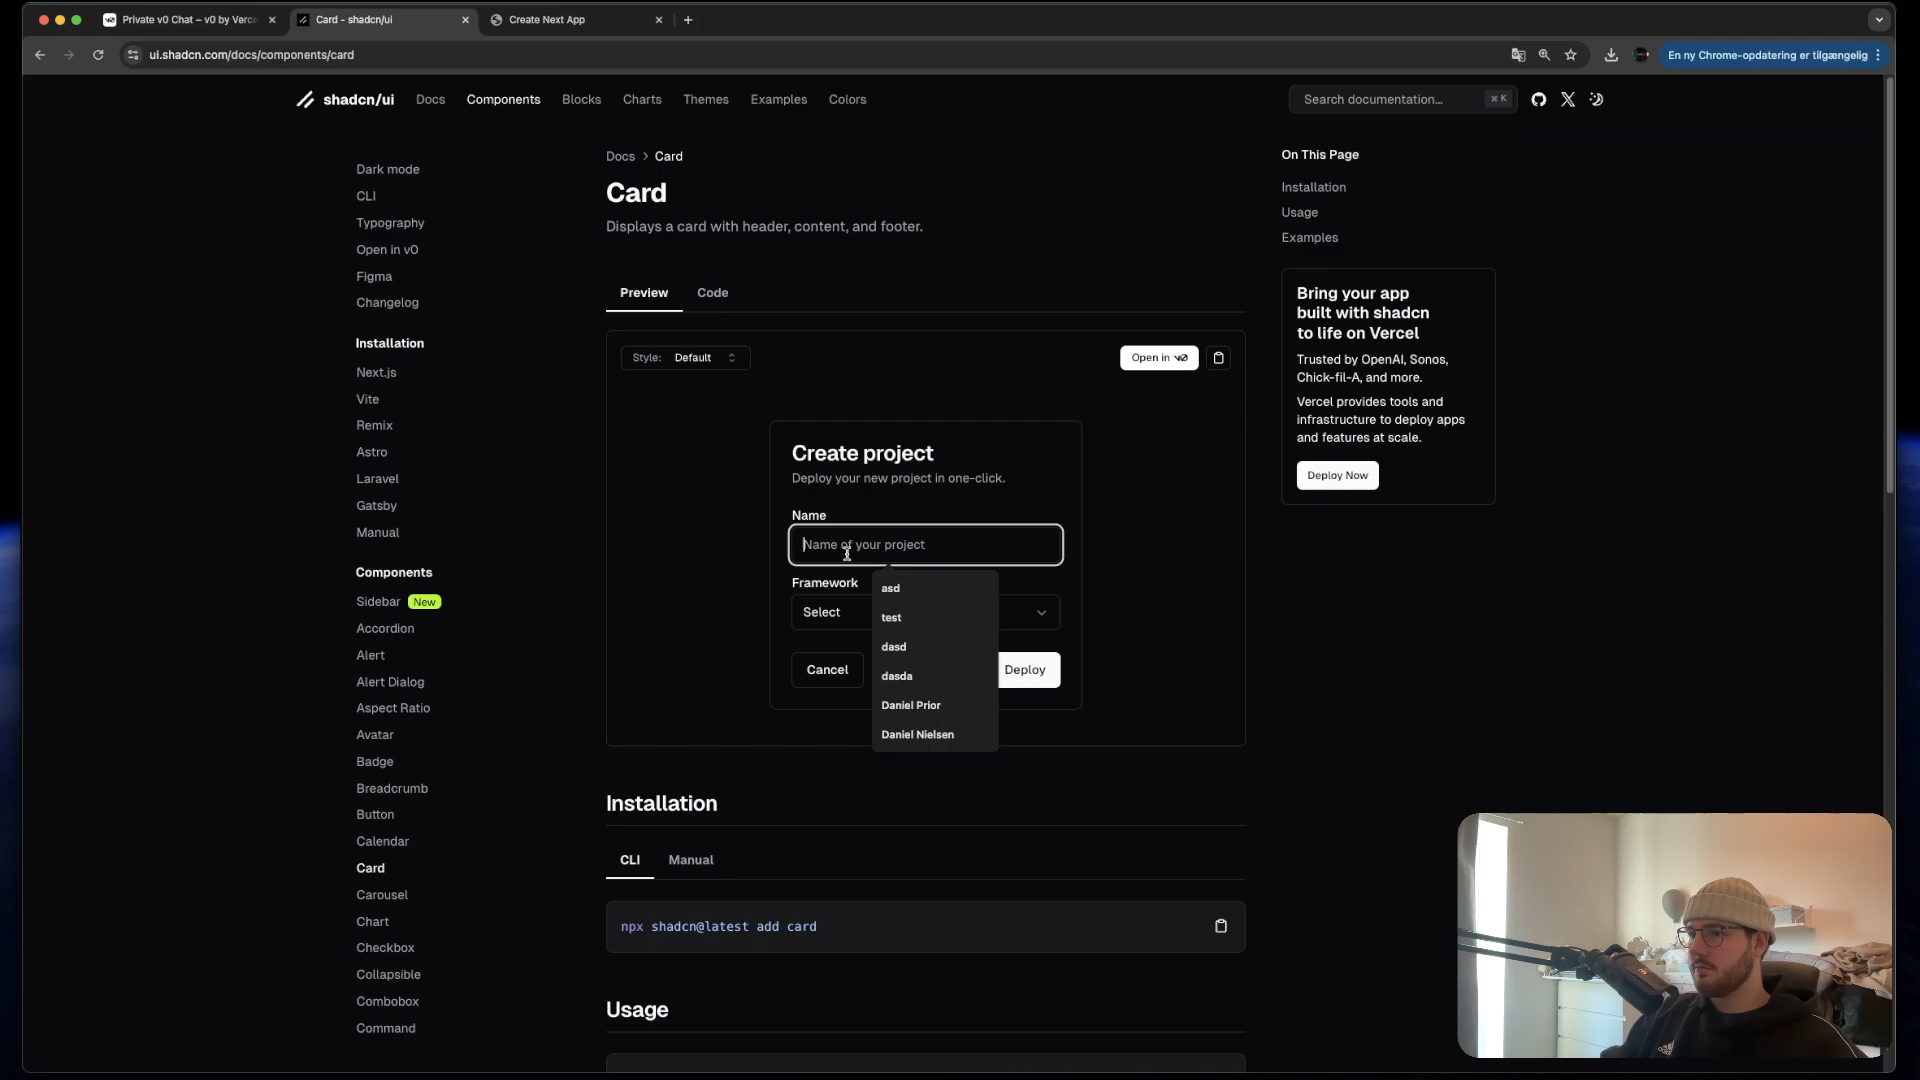 Private v0 Chat – v0 by Verce
Card - shadcn/ui
Create Next App
ui.shadcn.com/docs/components/card
En ny Chrome-opdatering er tilgængelig
shadcn/ui
Docs
Components
Blocks
Charts
Themes
Examples
Colors
Search documentation...
⌘ K
Dark mode
CLI
Typography
Open in v0
Figma
Changelog
Installation
Next.js
Vite
Remix
Astro
Laravel
Gatsby
Manual
Components
Sidebar New
Accordion
Alert
Alert Dialog
Aspect Ratio
Avatar
Badge
Breadcrumb
Button
Calendar
Card
Carousel
Chart
Checkbox
Collapsible
Combobox
Command
Docs > Card
Card
Displays a card with header, content, and footer.
Preview
Code
Style: Default
Open in v0
Create project
Deploy your new project in one-click.
Name
Name of your project
Framework
Select
Cancel
Deploy
asd
test
dasd
dasda
Daniel Prior
Daniel Nielsen
Installation
CLI
Manual
npx shadcn@latest add card
Usage
On This Page
Installation
Usage
Examples
Bring your app
built with shadcn
to life on Vercel
Trusted by OpenAI, Sonos,
Chick-fil-A, and more.
Vercel provides tools and
infrastructure to deploy apps
and features at scale.
Deploy Now